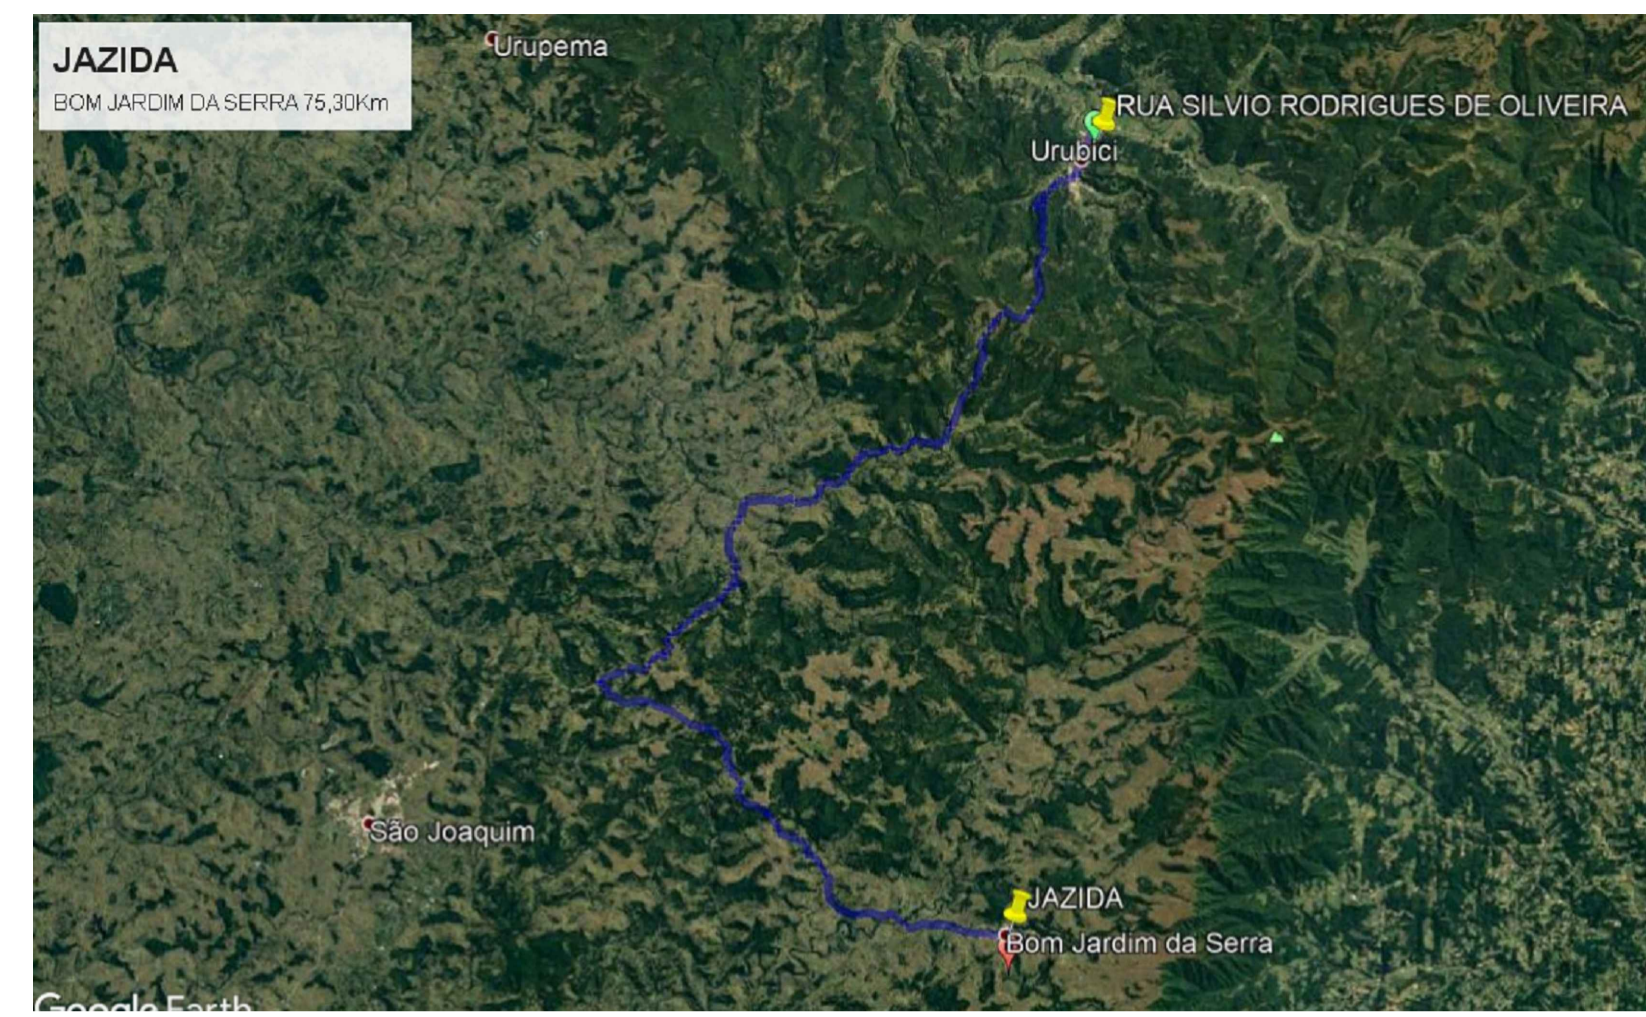 JAZIDA
BOM JARDIM DA SERRA 75,30Km
Urupema
RUA SILVIO RODRIGUES DE OLIVEIRA
Urubici
São Joaquim
JAZIDA
Bom Jardim da Serra
Google Earth